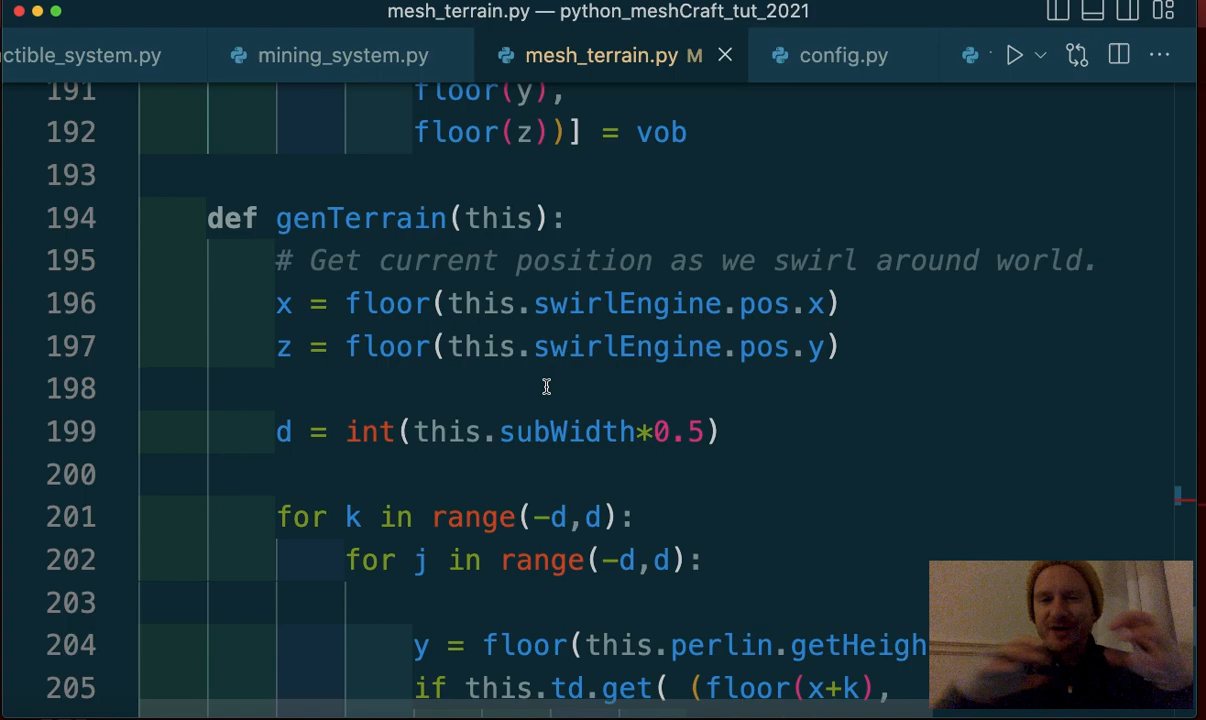 mesh_terrain.py — python_meshCraft_tut_2021
ctible_system.py mining_system.py mesh_terrain.py M config.py
191 floor(y),
192 floor(z))] = vob
193
194 def genTerrain(this):
195 # Get current position as we swirl around world.
196 x = floor(this.swirlEngine.pos.x)
197 z = floor(this.swirlEngine.pos.y)
198
199 d = int(this.subWidth*0.5)
200
201 for k in range(-d,d):
202 for j in range(-d,d):
203
204 y = floor(this.perlin.getHeigh
205 if this.td.get( (floor(x+k),